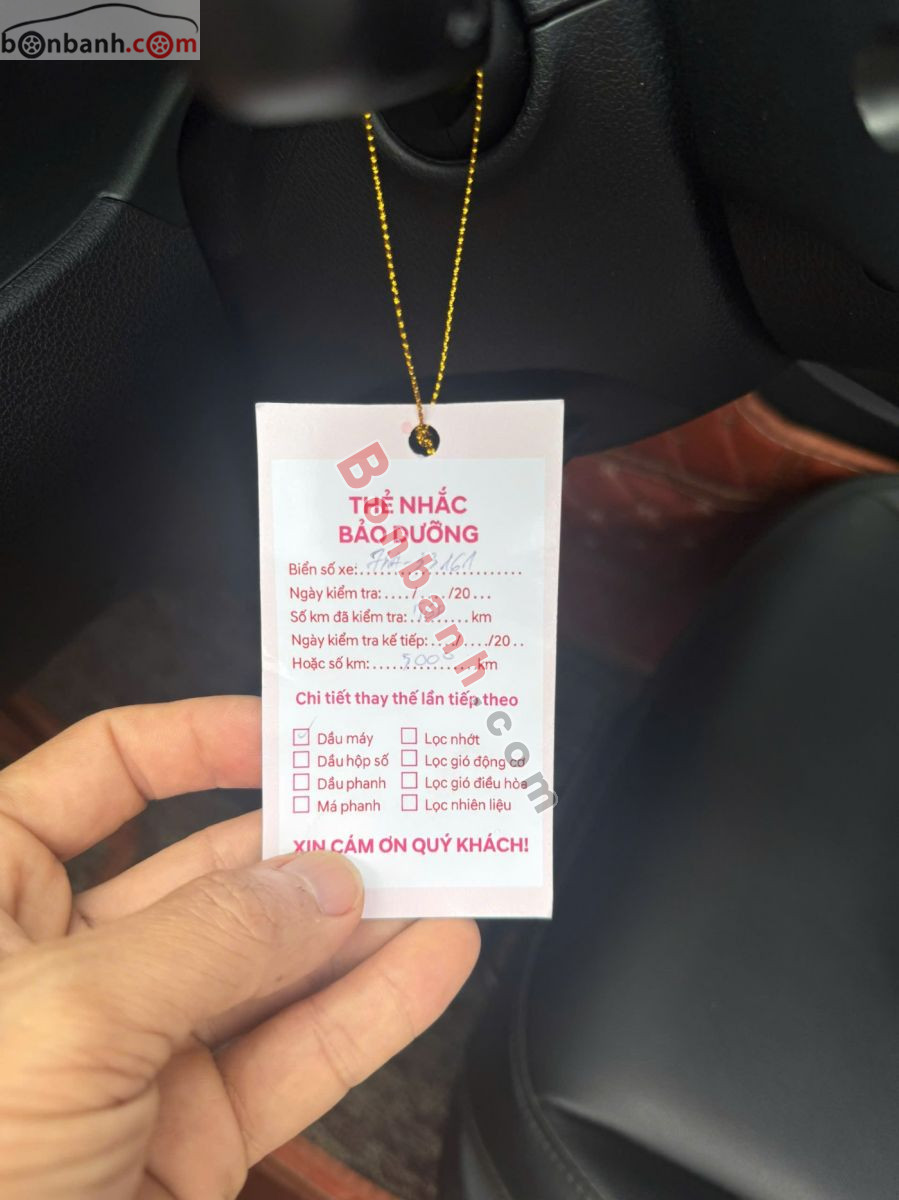 bonbanh.com
THẺ NHẮC
BẢO DƯỠNG
Biển số xe:........................
Ngày kiểm tra: ..../...../20 ...
Số km đã kiểm tra: .......... km
Ngày kiểm tra kế tiếp: ..../...../20 ..
Hoặc số km: ....5000.... km
Chi tiết thay thế lần tiếp theo
Dầu máy Lọc nhớt
Dầu hộp số Lọc gió động cơ
Dầu phanh Lọc gió điều hòa
Má phanh Lọc nhiên liệu
XIN CẢM ƠN QUÝ KHÁCH!
Bonbanh.com